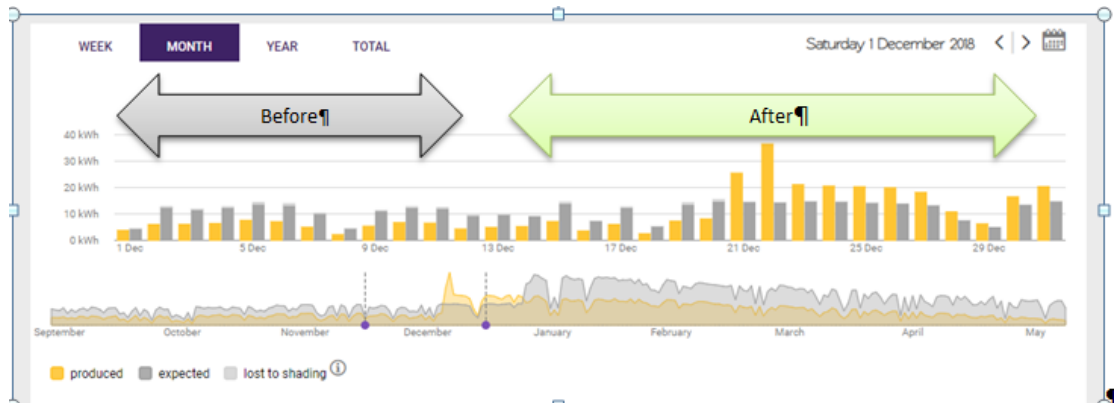 WEEK MONTH YEAR TOTAL Saturday 1 December 2018
Before¶ After¶
40 kWh
30 kWh
20 kWh
10 kWh
0 kWh
1 Dec 5 Dec 9 Dec 13 Dec 17 Dec 21 Dec 25 Dec 29 Dec
September October November December January February March April May
produced expected lost to shading i
¶